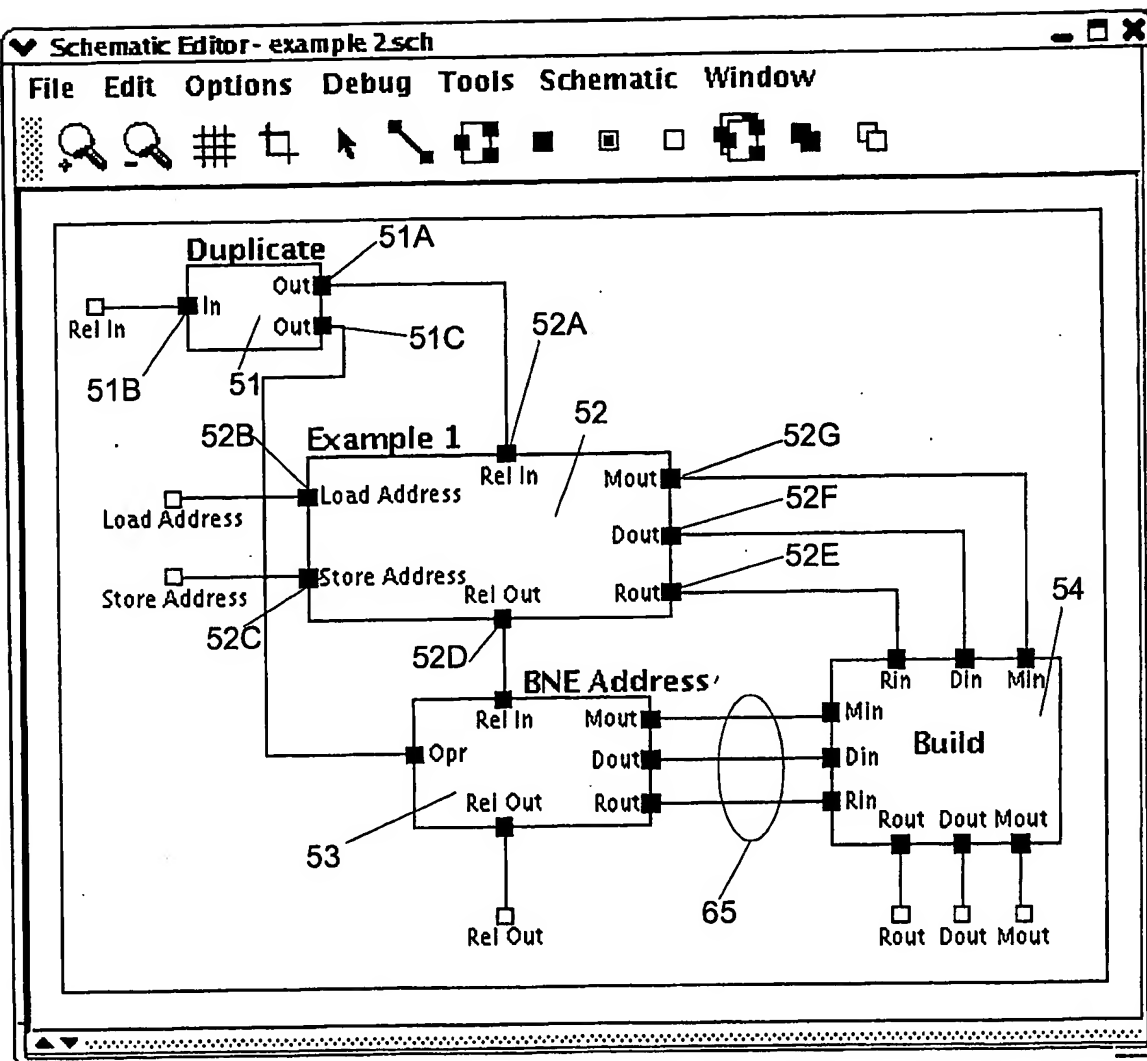 Schematic Editor - example 2.sch
File Edit Options Debug Tools Schematic Window
Duplicate
51A
Out
In
Rel In
Out
51C
52A
51B
51
52
52B
Example 1
52G
Rel In
Mout
Load Address
Load Address
52F
Dout
52E
Store Address
Store Address
Rel Out
Rout
54
52C
52D
BNE Address
Rin Din Min
Rel In
Mout
Min
Build
Opr
Dout
Din
Rel Out
Rout
Rin
Rout Dout Mout
53
65
Rel Out
Rout Dout Mout